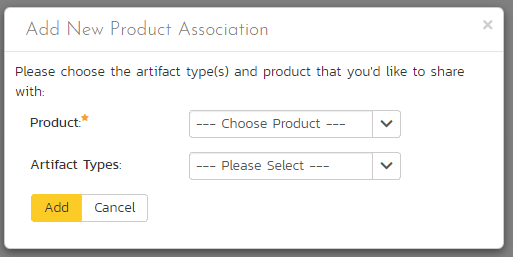 Add New Product Association ×
Please choose the artifact type(s) and product that you'd like to share
with:
Product:* --- Choose Product ---
Artifact Types: --- Please Select ---
Add Cancel